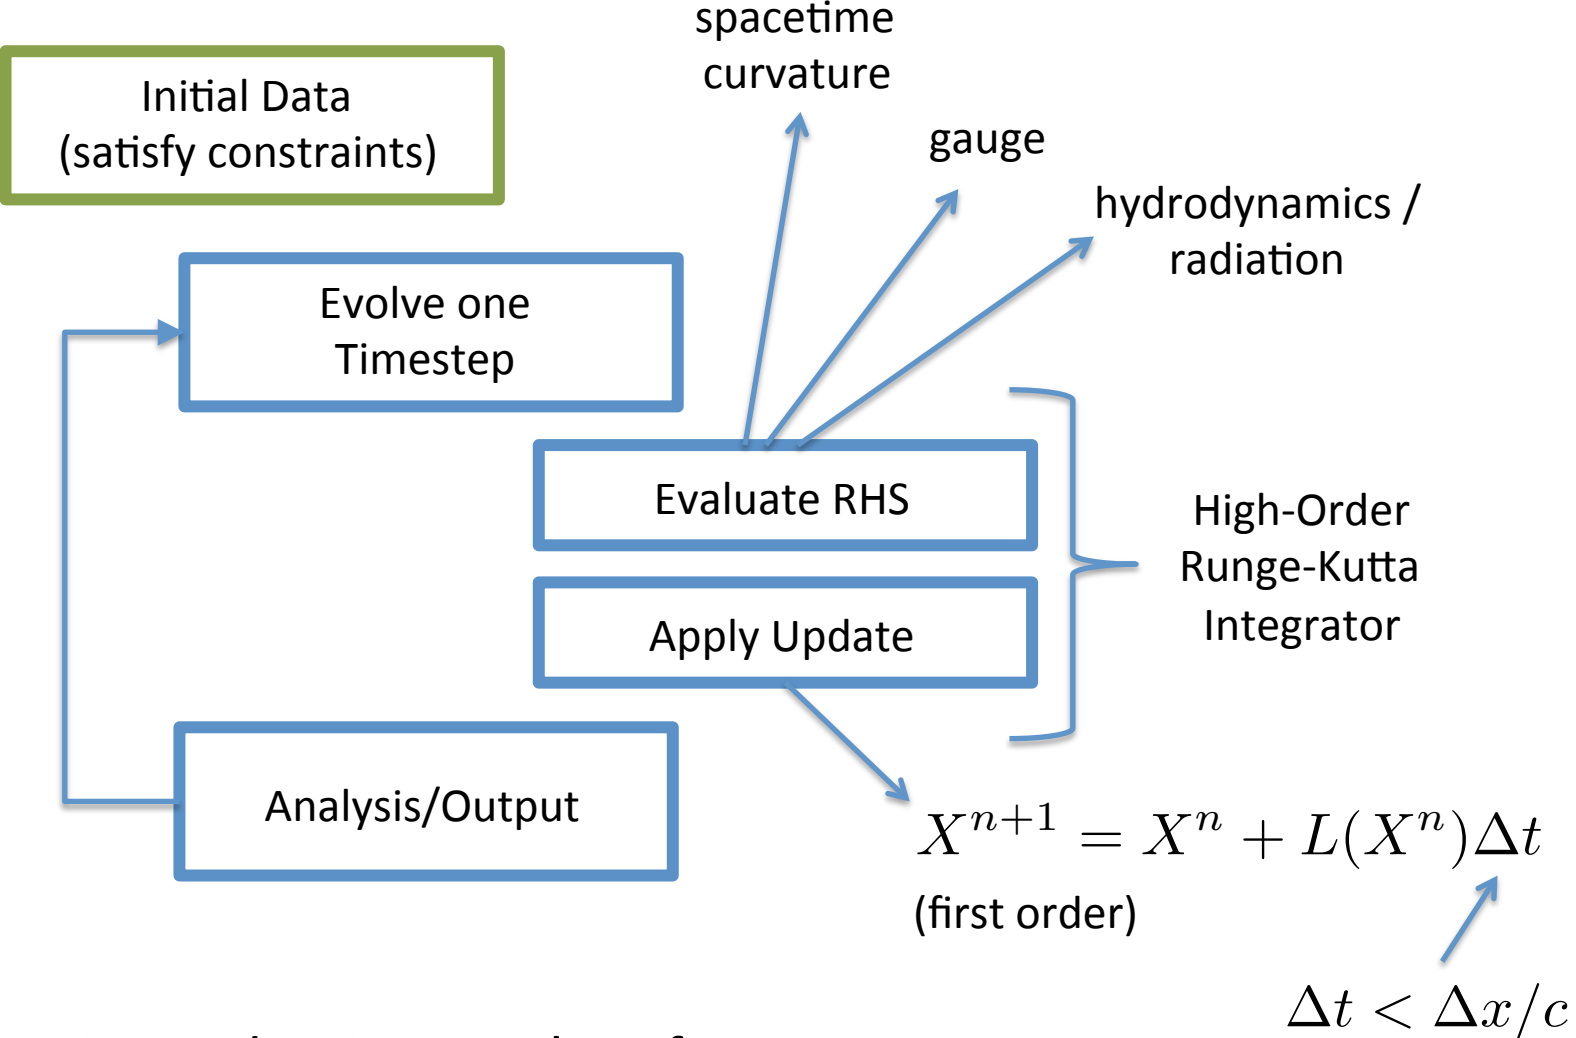 spacetime
curvature
Initial Data
(satisfy constraints)
gauge
hydrodynamics /
radiation
Evolve one
Timestep
Evaluate RHS
High-Order
Runge-Kutta
Integrator
Apply Update
Analysis/Output
X^{n+1} = X^n + L(X^n)Δt
(first order)
Δt < Δx/c